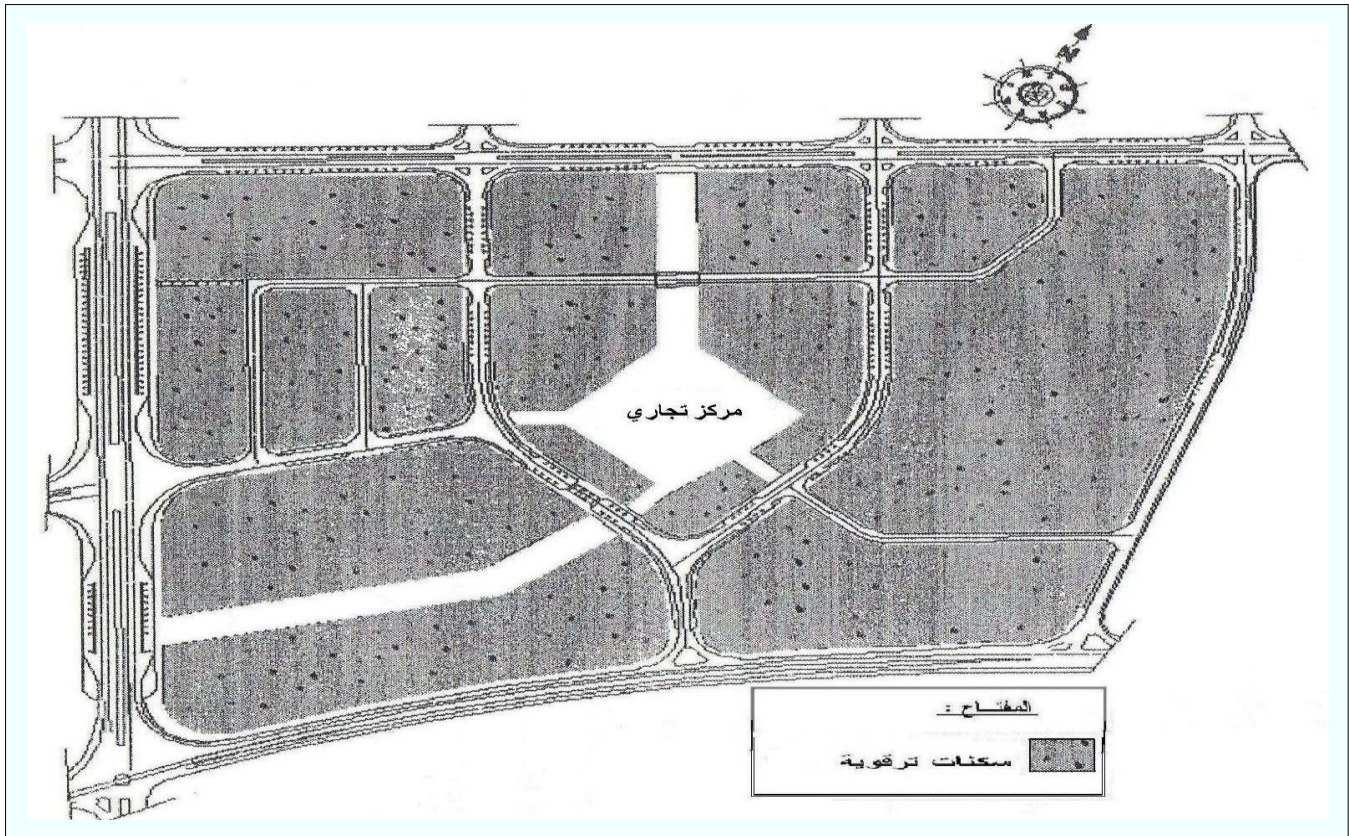 مركز تجاري
المفتاح :
سكنات ترقوية